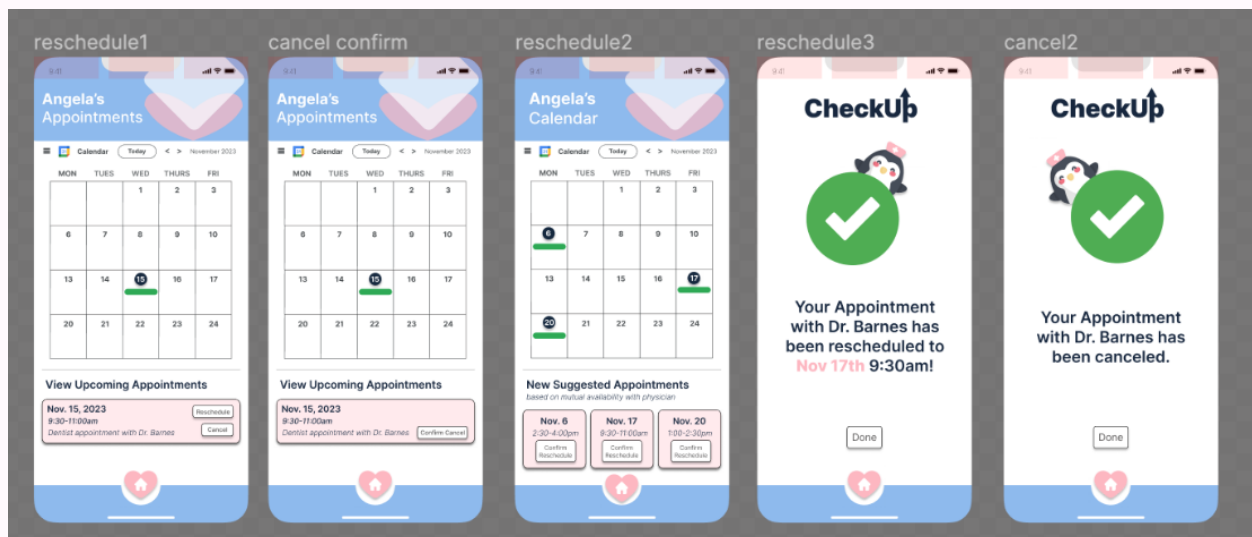 reschedule1
9:41
Angela's
Appointments
Calendar Today < > November 2023
MON TUES WED THURS FRI
1 2 3
6 7 8 9 10
13 14 15 16 17
20 21 22 23 24
View Upcoming Appointments
Nov. 15, 2023
Reschedule
9:30-11:00am
Dentist appointment with Dr. Barnes
Cancel
cancel confirm
9:41
Angela's
Appointments
Calendar Today < > November 2023
MON TUES WED THURS FRI
1 2 3
6 7 8 9 10
13 14 15 16 17
20 21 22 23 24
View Upcoming Appointments
Nov. 15, 2023
9:30-11:00am
Dentist appointment with Dr. Barnes
Confirm Cancel
reschedule2
9:41
Angela's
Calendar
Calendar Today < > November 2023
MON TUES WED THURS FRI
1 2 3
6 7 8 9 10
13 14 15 16 17
20 21 22 23 24
New Suggested Appointments
based on mutual availability with physician
Nov. 6
2:30-4:00pm
Confirm
Reschedule
Nov. 17
9:30-11:00am
Confirm
Reschedule
Nov. 20
1:00-2:30pm
Confirm
Reschedule
reschedule3
9:41
CheckUp
Your Appointment
with Dr. Barnes has
been rescheduled to
Nov 17th 9:30am!
Done
cancel2
9:41
CheckUp
Your Appointment
with Dr. Barnes has
been canceled.
Done